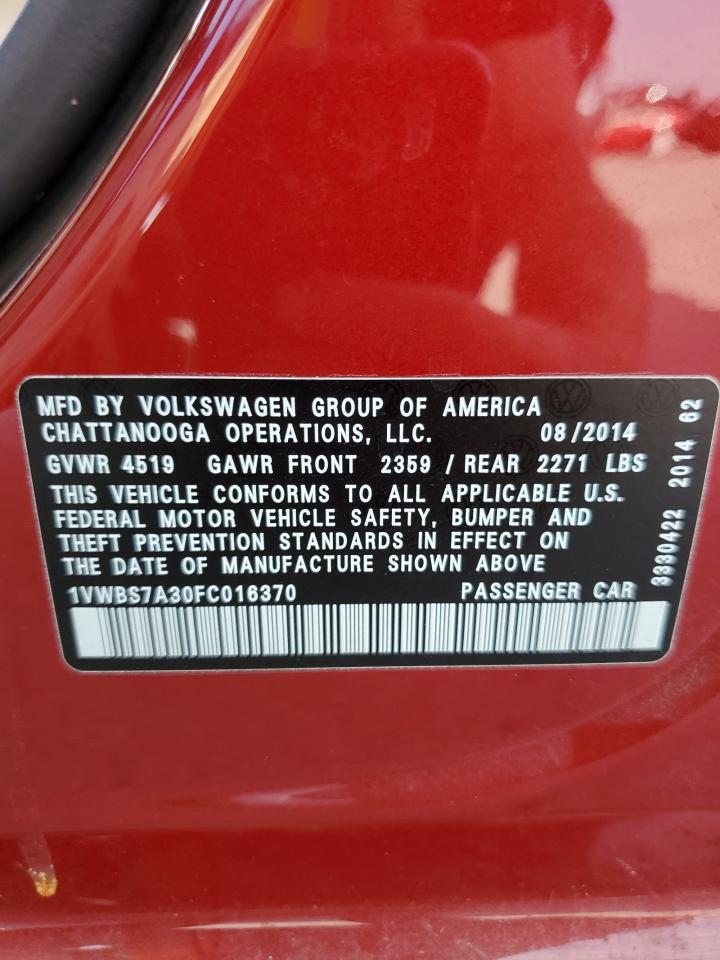 MFD BY VOLKSWAGEN GROUP OF AMERICA
CHATTANOOGA OPERATIONS, LLC. 08/2014
GVWR 4519 GAWR FRONT 2359 / REAR 2271 LBS
THIS VEHICLE CONFORMS TO ALL APPLICABLE U.S.
FEDERAL MOTOR VEHICLE SAFETY, BUMPER AND
THEFT PREVENTION STANDARDS IN EFFECT ON
THE DATE OF MANUFACTURE SHOWN ABOVE
1VWBS7A30FC016370 PASSENGER CAR
3330422 2014 62